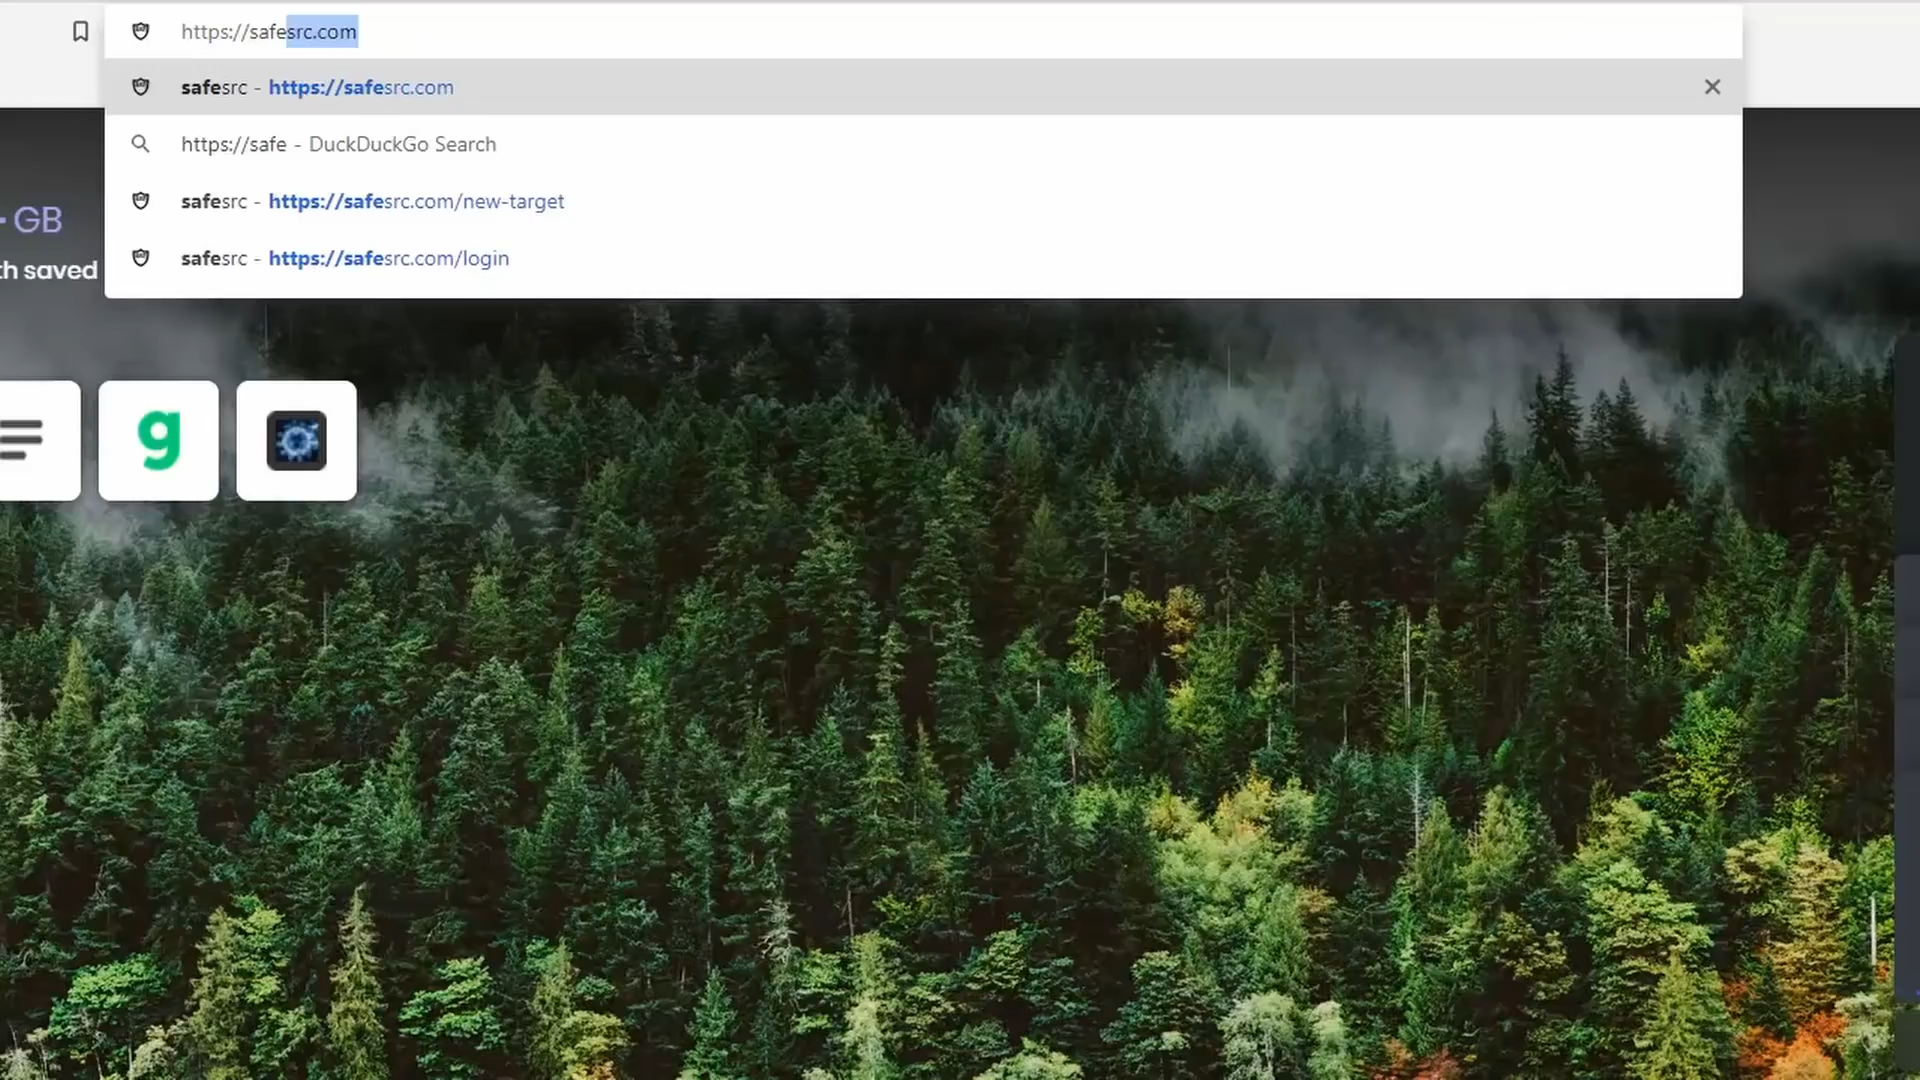 https://safesrc.com
safesrc - https://safesrc.com
https://safe - DuckDuckGo Search
safesrc - https://safesrc.com/new-target
safesrc - https://safesrc.com/login
GB
th saved
g